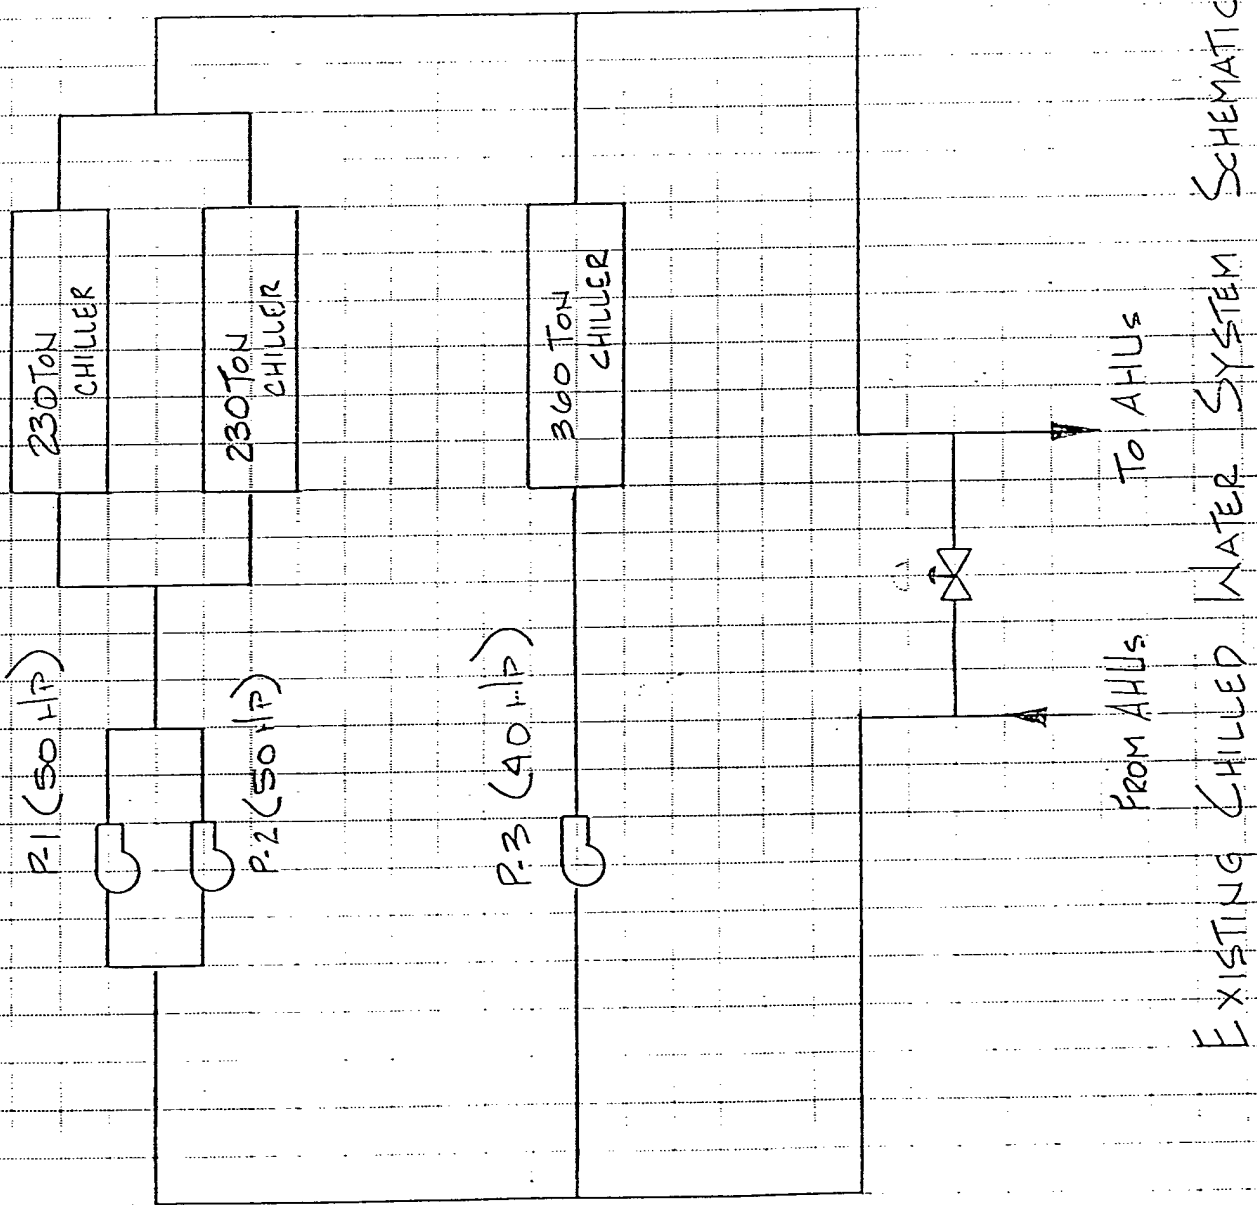 230 TON
CHILLER
230 TON
CHILLER
360 TON
CHILLER
P-1 (50 HP)
P-2 (50 HP)
P-3 (40 HP)
TO AHUs
FROM AHUs
EXISTING CHILLED WATER SYSTEM SCHEMATIC